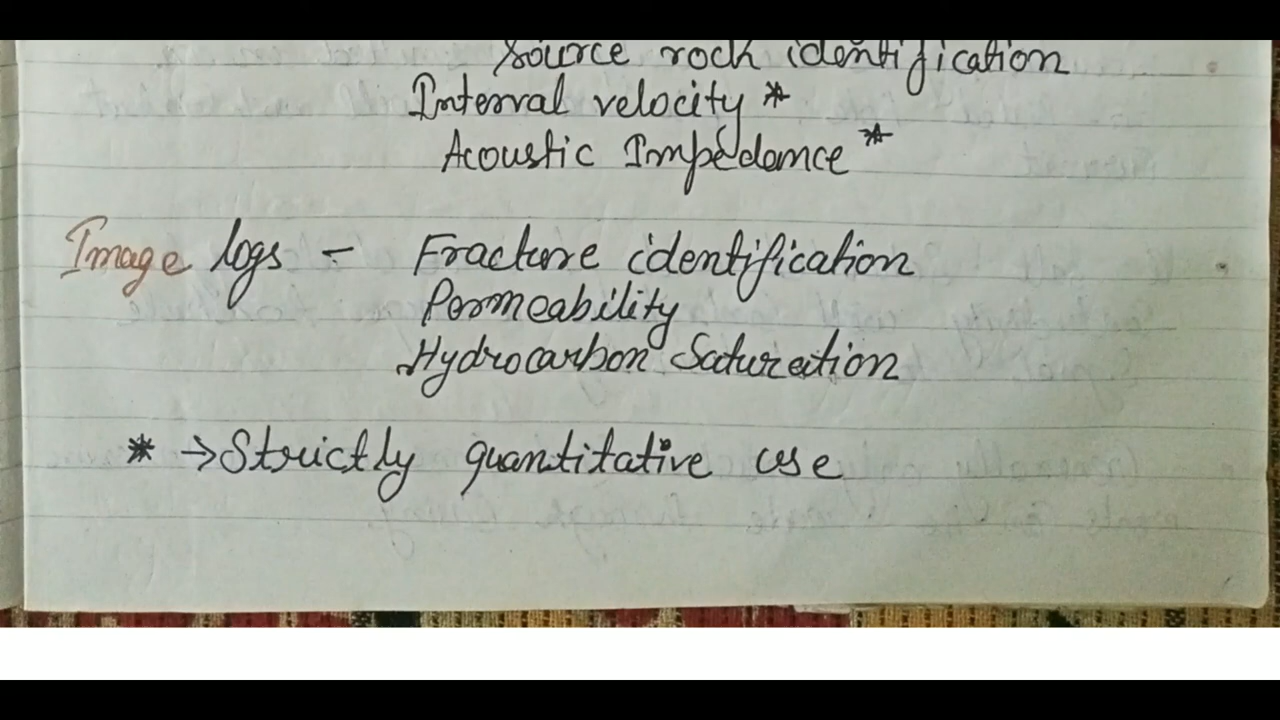 Source rock identification
Interval velocity *
Acoustic Impedance *
Image logs - Fracture identification
Permeability
Hydrocarbon Saturation
* → Strictly quantitative use